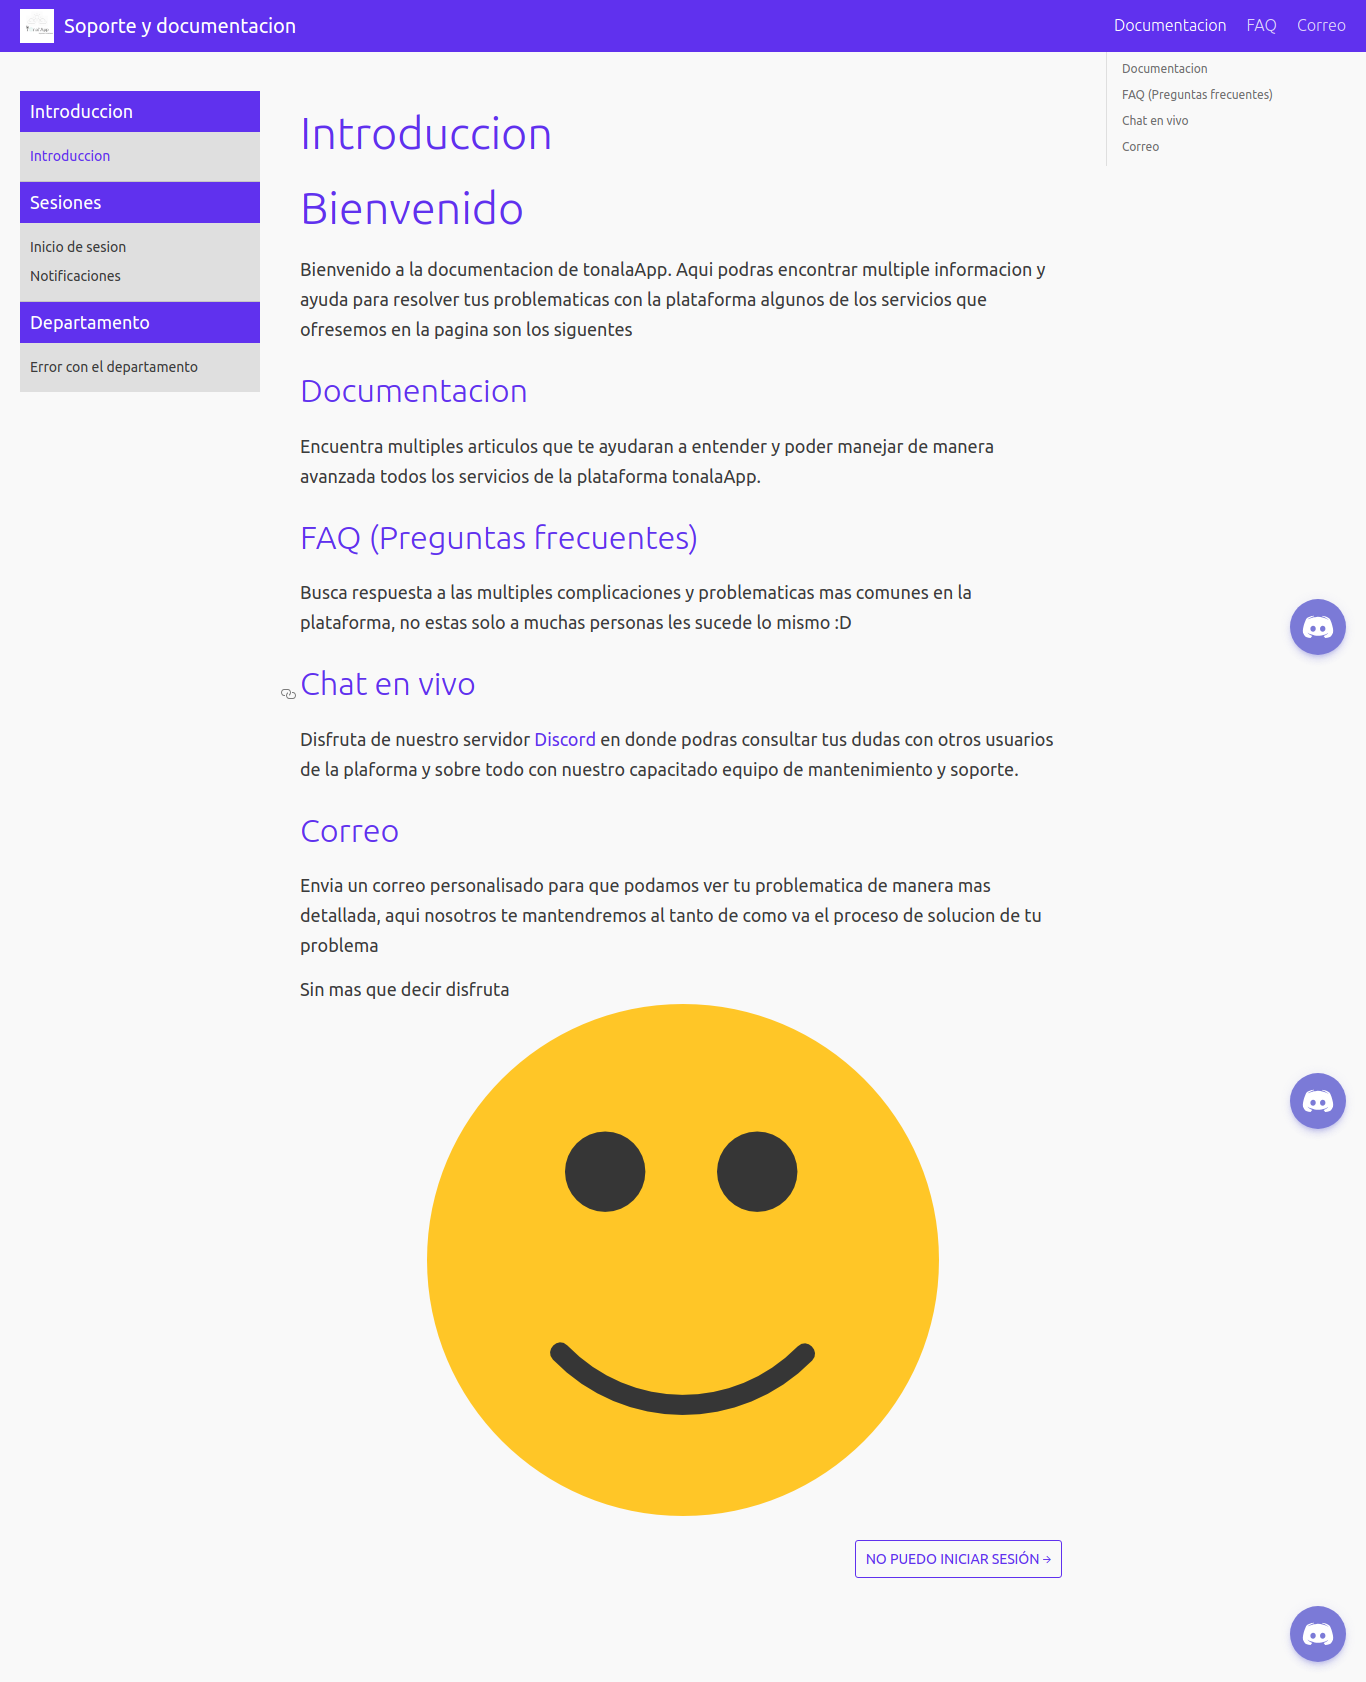 Soporte y documentacion
Documentacion
FAQ
Correo
Documentacion
FAQ (Preguntas frecuentes)
Chat en vivo
Correo
Introduccion
Introduccion
Sesiones
Inicio de sesion
Notificaciones
Departamento
Error con el departamento
Introduccion
Bienvenido
Bienvenido a la documentacion de tonalaApp. Aqui podras encontrar multiple informacion y
ayuda para resolver tus problematicas con la plataforma algunos de los servicios que
ofresemos en la pagina son los siguentes
Documentacion
Encuentra multiples articulos que te ayudaran a entender y poder manejar de manera
avanzada todos los servicios de la plataforma tonalaApp.
FAQ (Preguntas frecuentes)
Busca respuesta a las multiples complicaciones y problematicas mas comunes en la
plataforma, no estas solo a muchas personas les sucede lo mismo :D
Chat en vivo
Disfruta de nuestro servidor Discord en donde podras consultar tus dudas con otros usuarios
de la plaforma y sobre todo con nuestro capacitado equipo de mantenimiento y soporte.
Correo
Envia un correo personalisado para que podamos ver tu problematica de manera mas
detallada, aqui nosotros te mantendremos al tanto de como va el proceso de solucion de tu
problema
Sin mas que decir disfruta
NO PUEDO INICIAR SESIÓN →